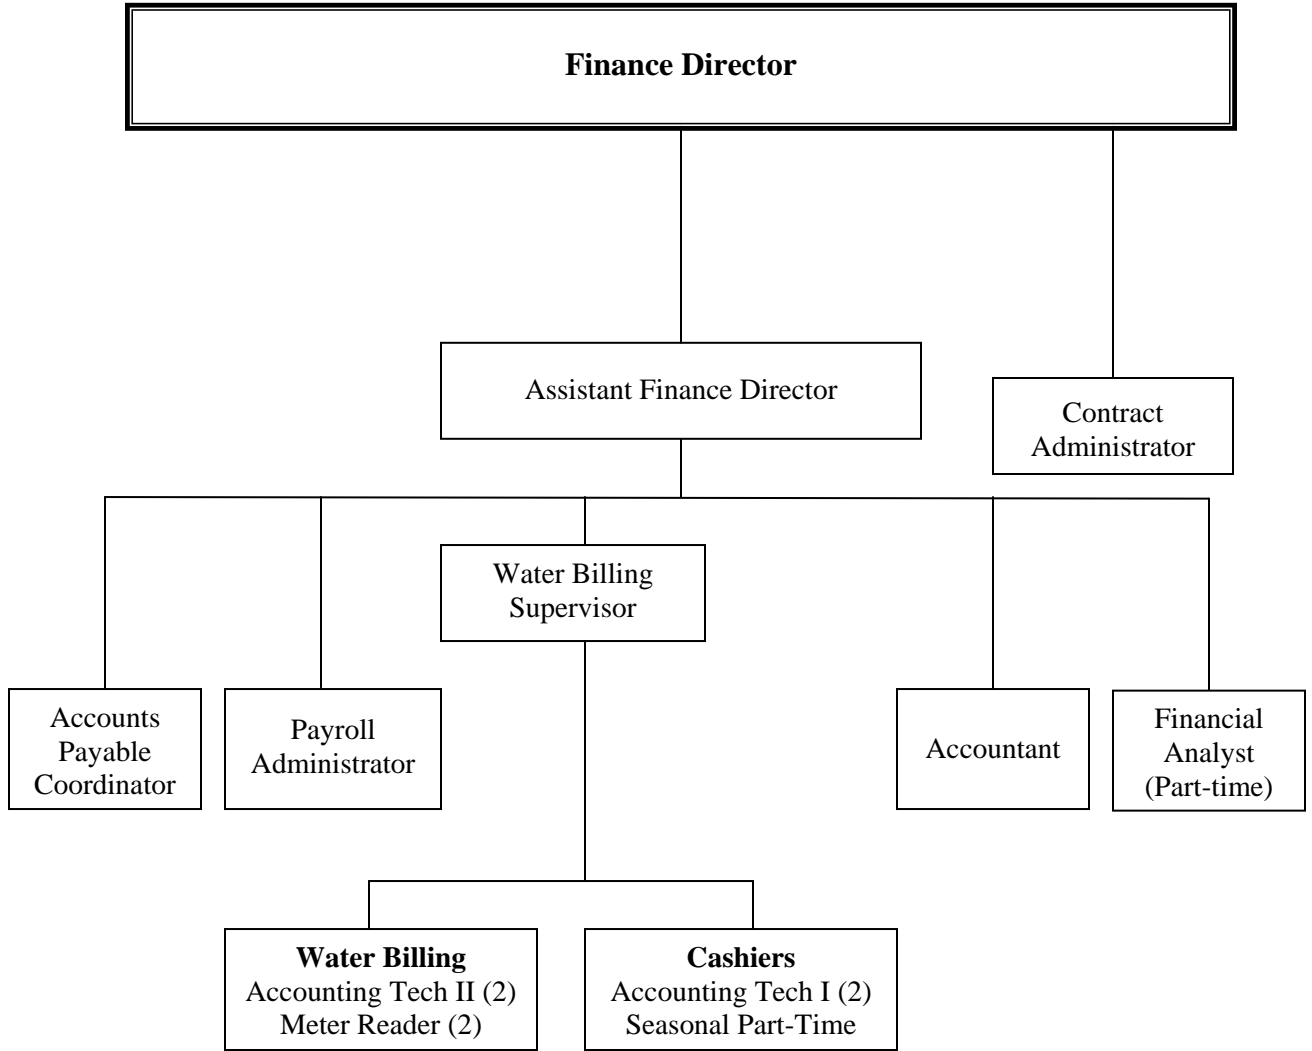 Finance Director
Assistant Finance Director
Contract
Administrator
Water Billing
Supervisor
Accounts
Payable
Coordinator
Payroll
Administrator
Accountant
Financial
Analyst
(Part-time)
Water Billing
Accounting Tech II (2)
Meter Reader (2)
Cashiers
Accounting Tech I (2)
Seasonal Part-Time